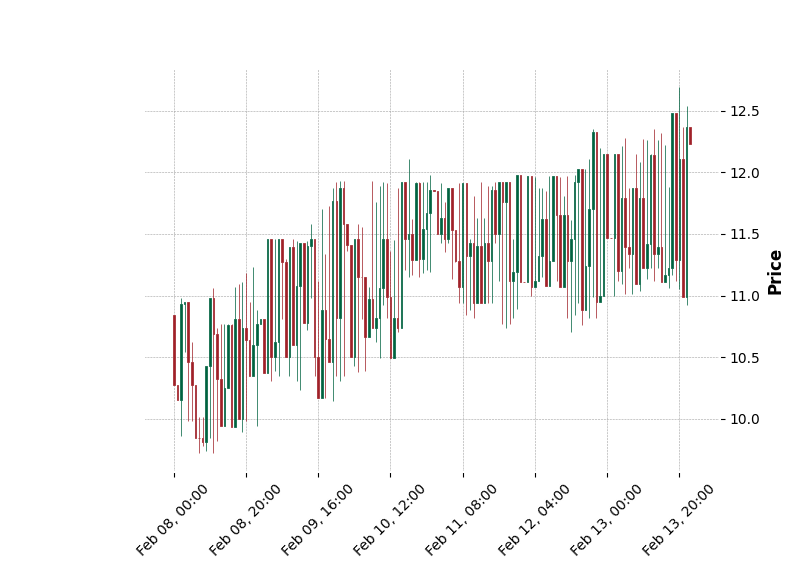 12.5
12.0
11.5
11.0
10.5
10.0
Price
Feb 08, 00:00
Feb 08, 20:00
Feb 09, 16:00
Feb 10, 12:00
Feb 11, 08:00
Feb 12, 04:00
Feb 13, 00:00
Feb 13, 20:00